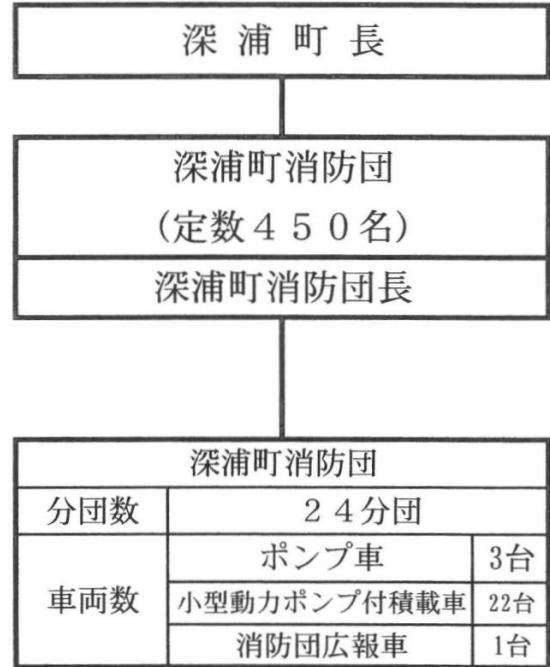 深浦町長
深浦町消防団
(定数４５０名)
深浦町消防団長
深浦町消防団
分団数 ２４分団
車両数 ポンプ車 3台
小型動力ポンプ付積載車 22台
消防団広報車 1台